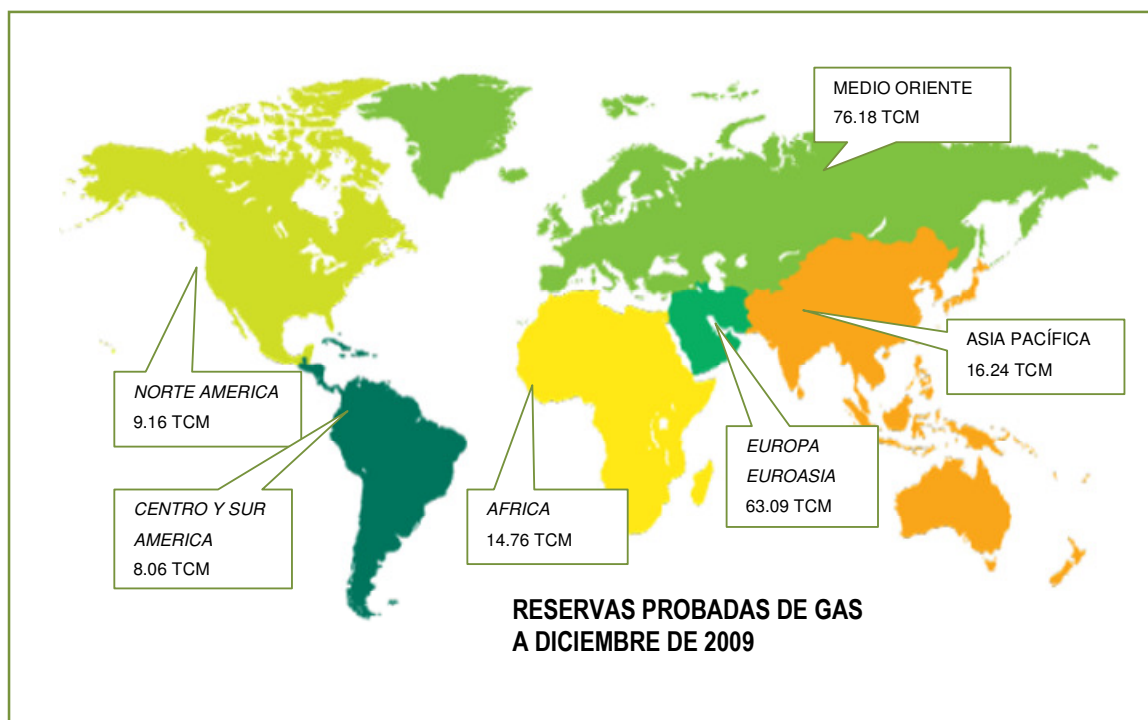 MEDIO ORIENTE
76.18 TCM
ASIA PACÍFICA
16.24 TCM
NORTE AMERICA
9.16 TCM
EUROPA
EUROASIA
63.09 TCM
CENTRO Y SUR
AMERICA
8.06 TCM
AFRICA
14.76 TCM
RESERVAS PROBADAS DE GAS
A DICIEMBRE DE 2009